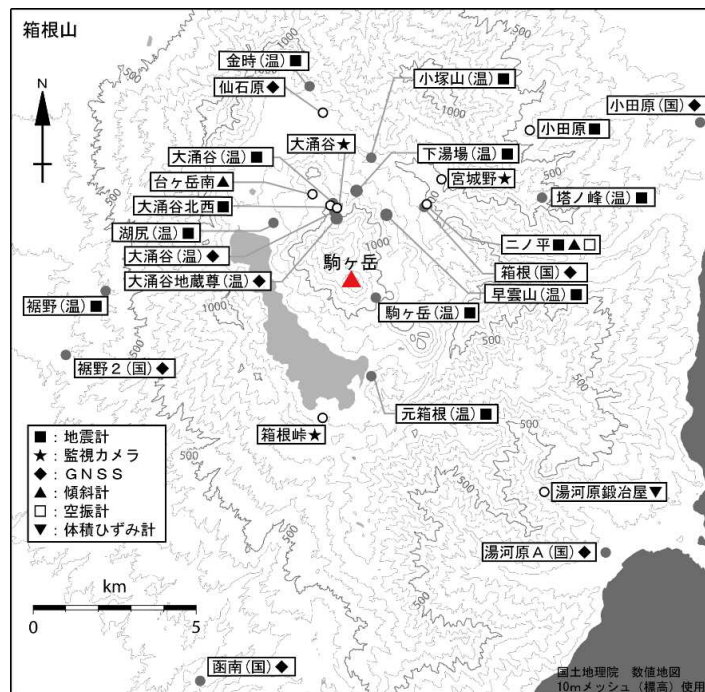 箱根山
1000
金時(温)■
1000
小塚山(温)■
仙石原◆
小田原(国)◆
N
1000
小田原■
大涌谷★
大涌谷(温)■
下湯場(温)■
500
宮城野★
台ヶ岳南▲
塔ノ峰(温)■
大涌谷北西■
湖尻(温)■
二ノ平■▲□
大涌谷(温)◆
1000
箱根(国)◆
駒ヶ岳
大涌谷地蔵尊(温)◆
早雲山(温)■
裾野(温)■
1000
駒ヶ岳(温)■
500
裾野2(国)◆
元箱根(温)■
箱根峠★
■:地震計
★:監視カメラ
◆:GNSS
▲:傾斜計
□:空振計
▼:体積ひずみ計
500
湯河原鍛冶屋▼
湯河原A(国)◆
km
0 5
500
函南(国)◆
国土地理院 数値地図
10mメッシュ(標高)使用